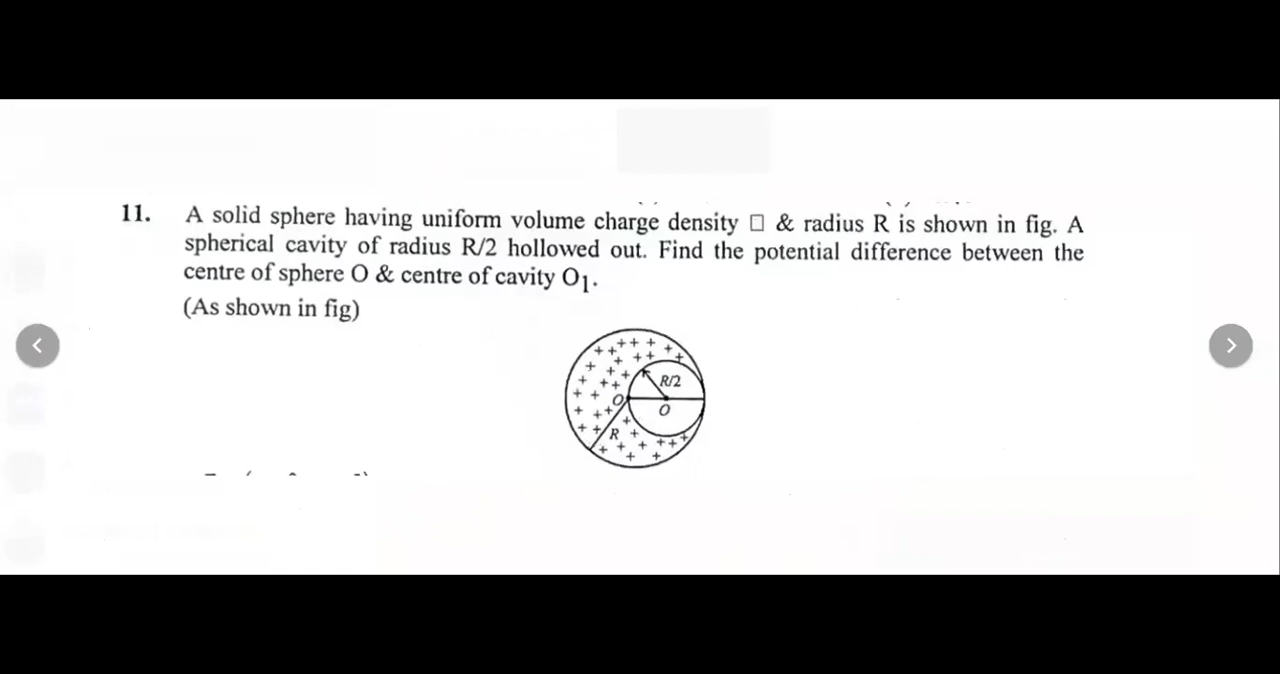 11. A solid sphere having uniform volume charge density □ & radius R is shown in fig. A
spherical cavity of radius R/2 hollowed out. Find the potential difference between the
centre of sphere O & centre of cavity O₁.
(As shown in fig)
R/2
O
O
R